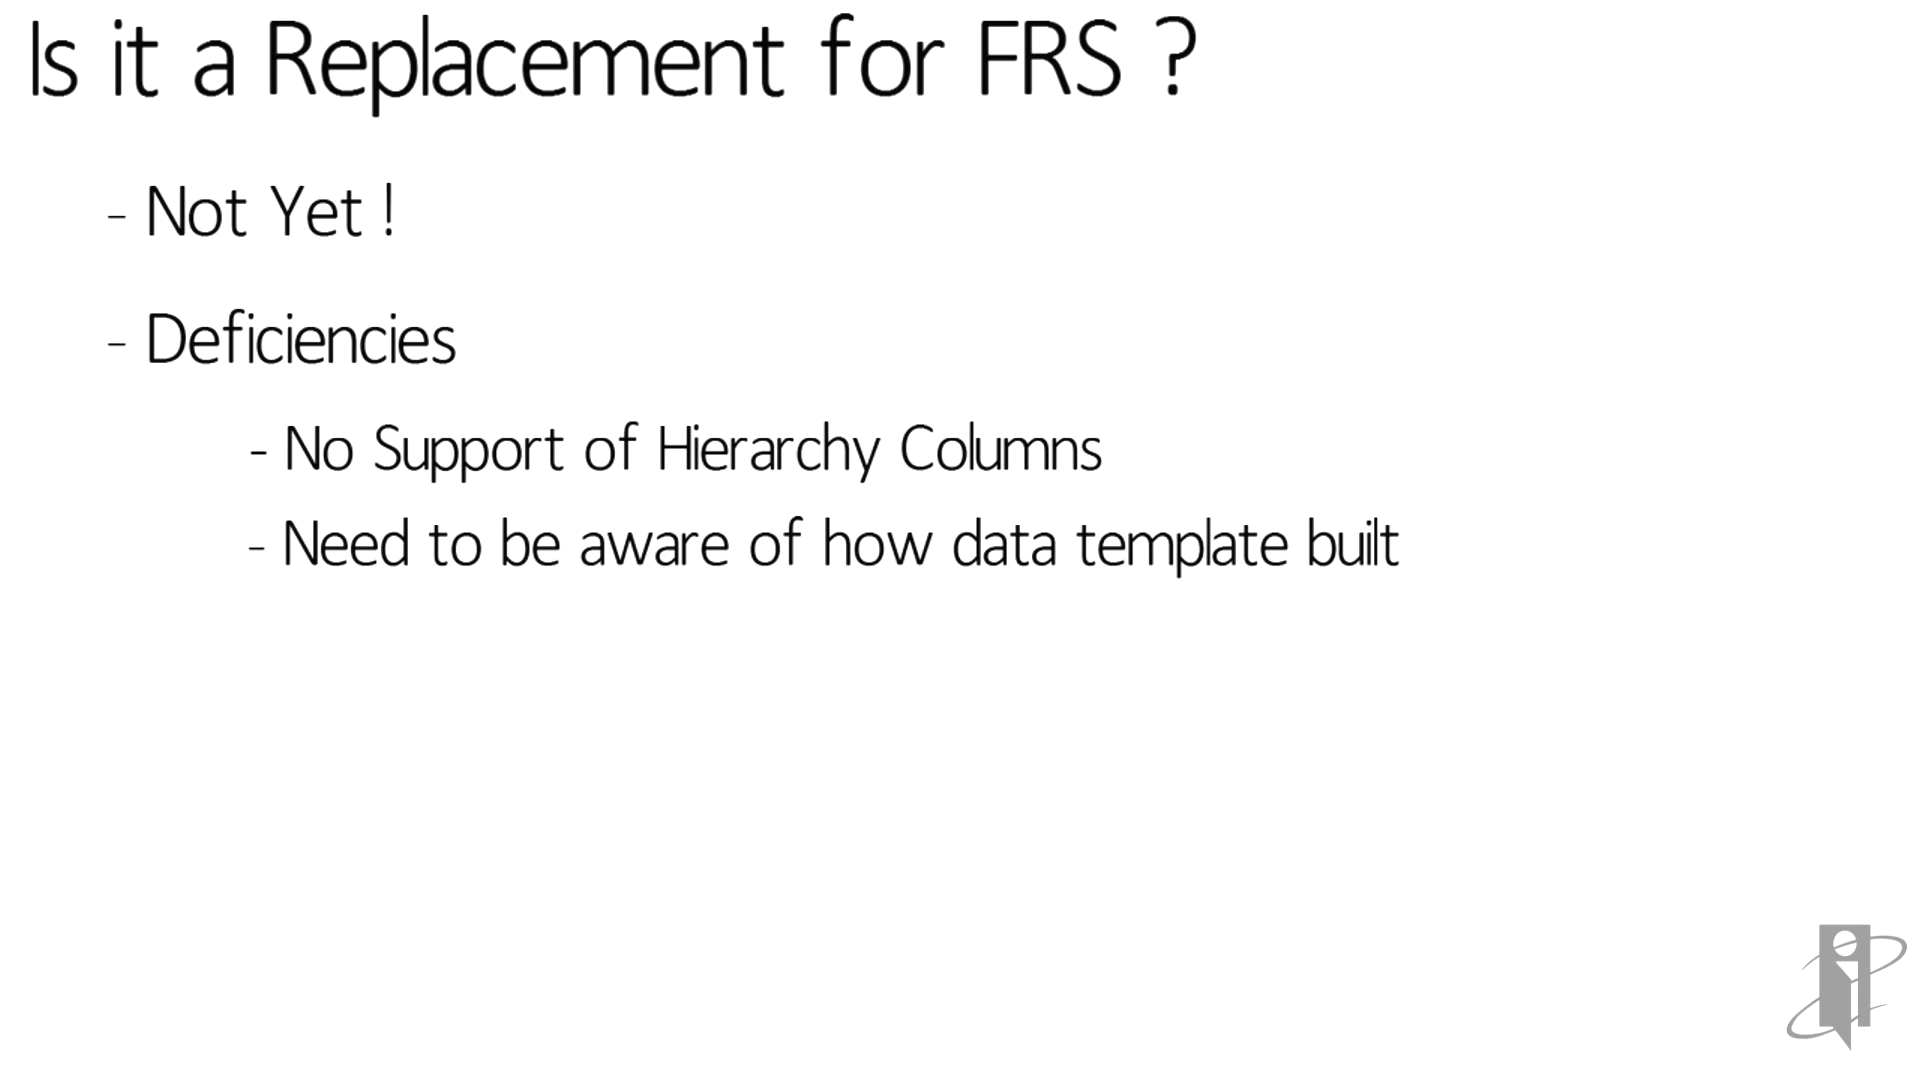 Is it a Replacement for FRS ?
- Not Yet !
- Deficiencies
- No Support of Hierarchy Columns
- Need to be aware of how data template built